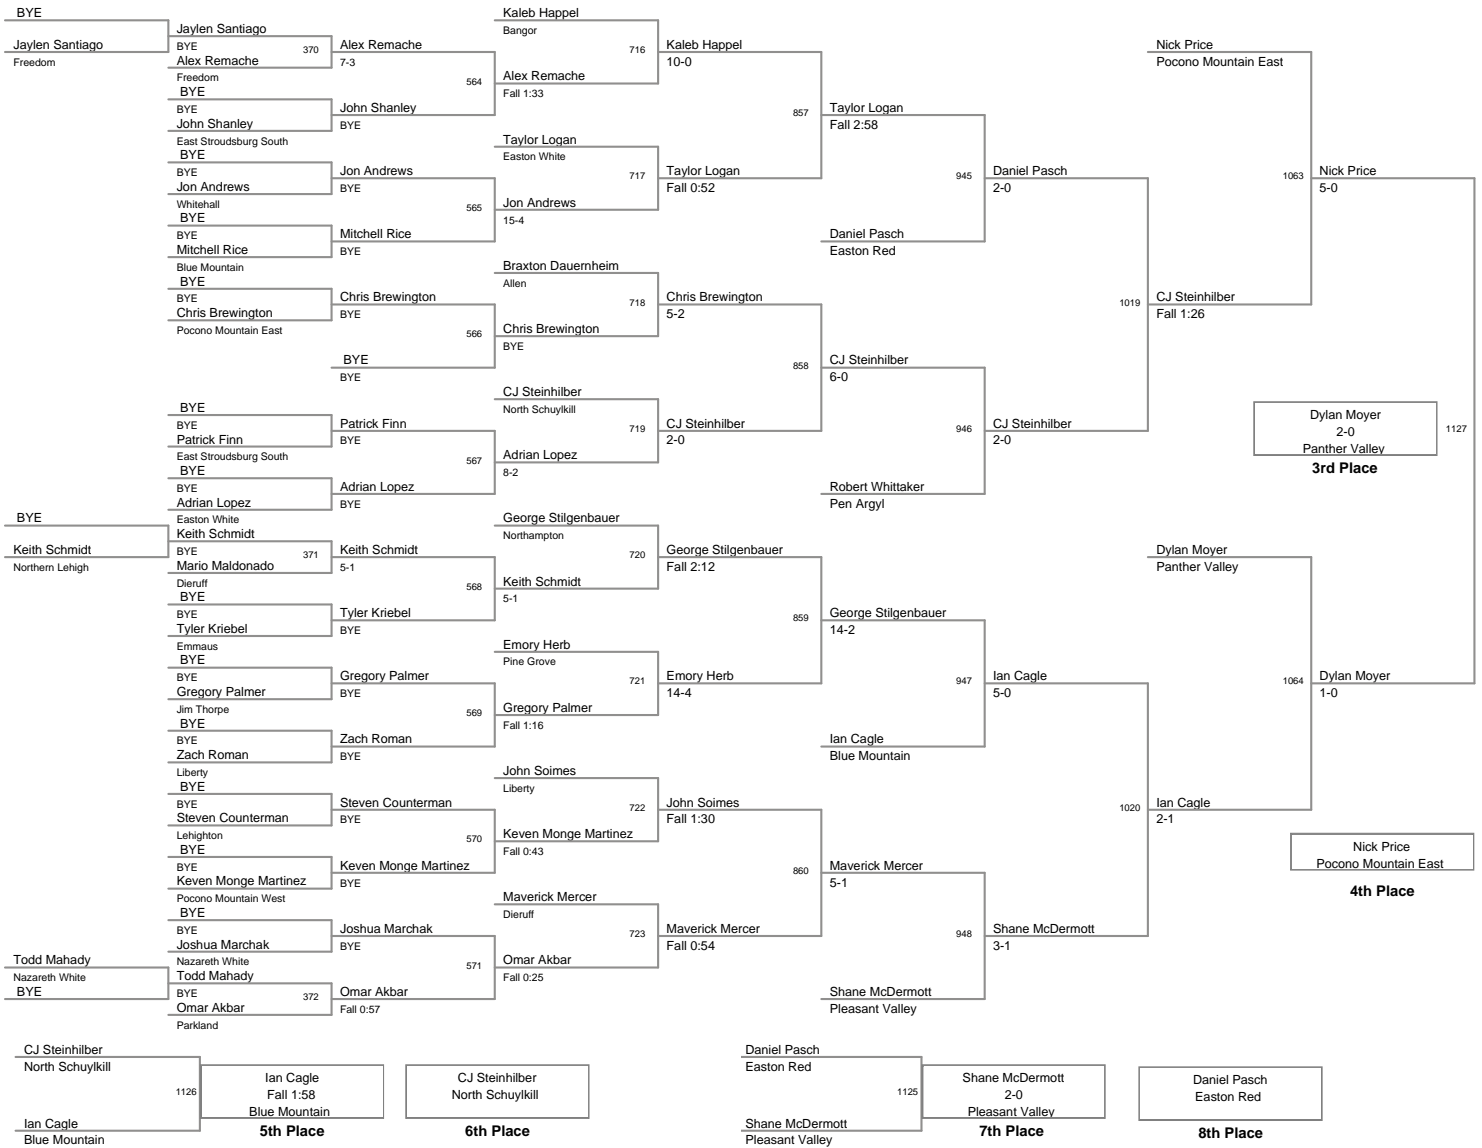 BYE
Jaylen Santiago
Freedom
Jaylen Santiago
BYE
370
Alex Remache
Freedom
BYE
BYE
John Shanley
East Stroudsburg South
BYE
BYE
Jon Andrews
Whitehall
BYE
BYE
Mitchell Rice
Blue Mountain
BYE
BYE
Chris Brewington
Pocono Mountain East
BYE
BYE
Patrick Finn
East Stroudsburg South
BYE
BYE
Adrian Lopez
Easton White
BYE
Keith Schmidt
Northern Lehigh
Keith Schmidt
BYE
371
Mario Maldonado
Dieruff
BYE
BYE
Tyler Kriebel
Emmaus
BYE
BYE
Gregory Palmer
Jim Thorpe
BYE
BYE
Zach Roman
Liberty
BYE
BYE
Steven Counterman
Lehighton
BYE
BYE
Keven Monge Martinez
Pocono Mountain West
BYE
BYE
Joshua Marchak
Nazareth White
Todd Mahady
Nazareth White
BYE
Todd Mahady
BYE
372
Omar Akbar
Parkland
Alex Remache
7-3
564
John Shanley
BYE
Jon Andrews
BYE
565
Mitchell Rice
BYE
Chris Brewington
BYE
566
BYE
BYE
Patrick Finn
BYE
567
Adrian Lopez
BYE
Keith Schmidt
5-1
568
Tyler Kriebel
BYE
Gregory Palmer
BYE
569
Zach Roman
BYE
Steven Counterman
BYE
570
Keven Monge Martinez
BYE
Joshua Marchak
BYE
571
Omar Akbar
Fall 0:57
Kaleb Happel
Bangor
716
Alex Remache
Fall 1:33
Taylor Logan
Easton White
717
Jon Andrews
15-4
Braxton Dauernheim
Allen
718
Chris Brewington
BYE
CJ Steinhilber
North Schuylkill
719
Adrian Lopez
8-2
George Stilgenbauer
Northampton
720
Keith Schmidt
5-1
Emory Herb
Pine Grove
721
Gregory Palmer
Fall 1:16
John Soimes
Liberty
722
Keven Monge Martinez
Fall 0:43
Maverick Mercer
Dieruff
723
Omar Akbar
Fall 0:25
Kaleb Happel
10-0
857
Taylor Logan
Fall 0:52
Chris Brewington
5-2
858
CJ Steinhilber
2-0
George Stilgenbauer
Fall 2:12
859
Emory Herb
14-4
John Soimes
Fall 1:30
860
Maverick Mercer
Fall 0:54
Taylor Logan
Fall 2:58
945
Daniel Pasch
Easton Red
CJ Steinhilber
6-0
946
Robert Whittaker
Pen Argyl
George Stilgenbauer
14-2
947
Ian Cagle
Blue Mountain
Maverick Mercer
5-1
948
Shane McDermott
Pleasant Valley
Daniel Pasch
2-0
1019
CJ Steinhilber
2-0
Ian Cagle
5-0
1020
Shane McDermott
3-1
Nick Price
Pocono Mountain East
1063
CJ Steinhilber
Fall 1:26
Dylan Moyer
Panther Valley
1064
Ian Cagle
2-1
Nick Price
5-0
1127
Dylan Moyer
1-0
Dylan Moyer
2-0
Panther Valley
3rd Place
Nick Price
Pocono Mountain East
4th Place
CJ Steinhilber
North Schuylkill
1126
Ian Cagle
Blue Mountain
Ian Cagle
Fall 1:58
Blue Mountain
5th Place
CJ Steinhilber
North Schuylkill
6th Place
Daniel Pasch
Easton Red
1125
Shane McDermott
Pleasant Valley
Shane McDermott
2-0
Pleasant Valley
7th Place
Daniel Pasch
Easton Red
8th Place